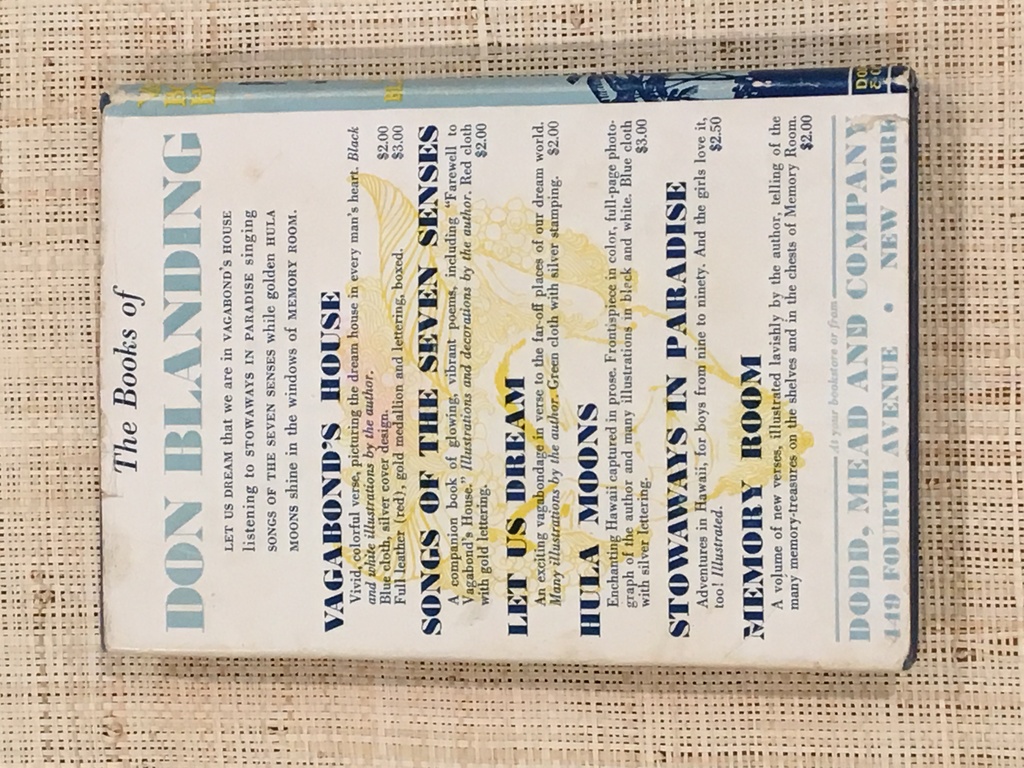 The Books of
DON BLANDING
LET US DREAM that we are in VAGABOND'S HOUSE
listening to STOWAWAYS IN PARADISE singing
SONGS OF THE SEVEN SENSES while golden HULA
MOONS shine in the windows of MEMORY ROOM.
VAGABOND'S HOUSE
Vivid, colorful verse, picturing the dream house in every man's heart. Black
and white illustrations by the author.
Blue cloth, silver cover design. $2.00
Full leather (red), gold medallion and lettering, boxed. $3.00
SONGS OF THE SEVEN SENSES
A companion book of glowing, vibrant poems, including "Farewell to
Vagabond's House." Illustrations and decorations by the author. Red cloth
with gold lettering. $2.00
LET US DREAM
An exciting vagabondage in verse to the far-off places of our dream world.
Many illustrations by the author. Green cloth with silver stamping. $2.00
HULA MOONS
Enchanting Hawaii captured in prose. Frontispiece in color, full-page photo-
graph of the author and many illustrations in black and white. Blue cloth
with silver lettering. $3.00
STOWAWAYS IN PARADISE
Adventures in Hawaii, for boys from nine to ninety. And the girls love it,
too! Illustrated. $2.50
MEMORY ROOM
A volume of new verses, illustrated lavishly by the author, telling of the
many memory-treasures on the shelves and in the chests of Memory Room.
$2.00
At your bookstore or from
DODD, MEAD AND COMPANY
449 FOURTH AVENUE • NEW YORK